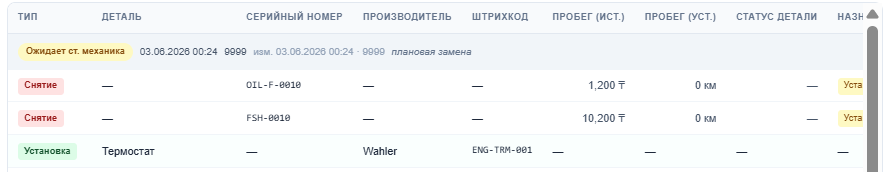 ТИП ДЕТАЛЬ СЕРИЙНЫЙ НОМЕР ПРОИЗВОДИТЕЛЬ ШТРИХКОД ПРОБЕГ (ИСТ.) ПРОБЕГ (УСТ.) СТАТУС ДЕТАЛИ НАЗН
Ожидает ст. механика 03.06.2026 00:24 9999 изм. 03.06.2026 00:24 · 9999 плановая замена
Снятие — OIL-F-0010 — — 1,200 ₸ 0 км — Уста
Снятие — FSH-0010 — — 10,200 ₸ 0 км — Уста
Установка Термостат — Wahler ENG-TRM-001 — — — —